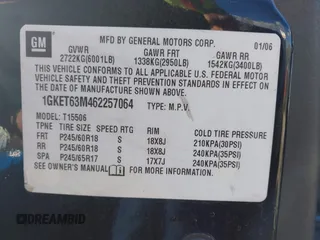 GM
MFD BY GENERAL MOTORS CORP. 01/06
GVWR GAWR FRT GAWR RR
2722KG(6001LB) 1338KG(2950LB) 1542KG(3400LB)
THIS VEHICLE CONFORMS TO ALL APPLICABLE U.S. FEDERAL
MOTOR VEHICLE SAFETY, BUMPER, AND
THEFT PREVENTION STANDARDS IN EFFECT ON THE DATE
OF MANUFACTURE SHOWN ABOVE.
1GKET63M462257064 TYPE: M.P.V.
MODEL: T15506
TPNE TIRE SIZE SPEED RTG RIM COLD TIRE PRESSURE
FRT P245/60R18 S 18X8J 210KPA(30PSI)
RR P245/60R18 S 18X8J 240KPA(35PSI)
SPA P245/65R17 S 17X7J 240KPA(35PSI)
SEE OWNER'S MANUAL FOR ADDITIONAL INFORMATION.
DREAMBID